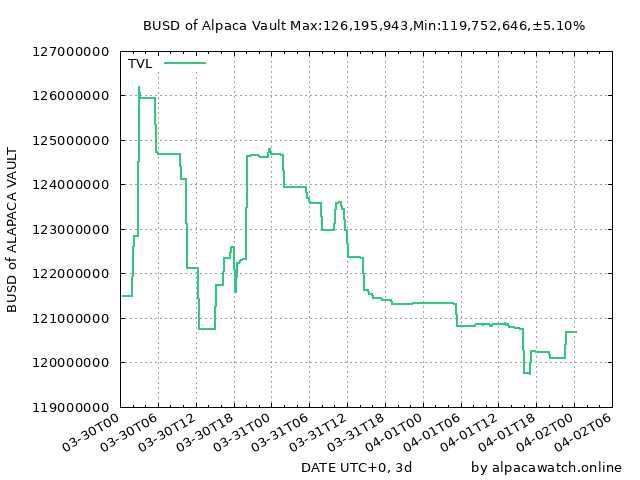 BUSD of Alpaca Vault Max:126,195,943,Min:119,752,646,±5.10%
127000000
TVL
126000000
125000000
124000000
123000000
122000000
121000000
120000000
119000000
BUSD of ALAPACA VAULT
03-30T00
03-30T06
03-30T12
03-30T18
03-31T00
03-31T06
03-31T12
03-31T18
04-01T00
04-01T06
04-01T12
04-01T18
04-02T00
04-02T06
DATE UTC+0, 3d
by alpacawatch.online